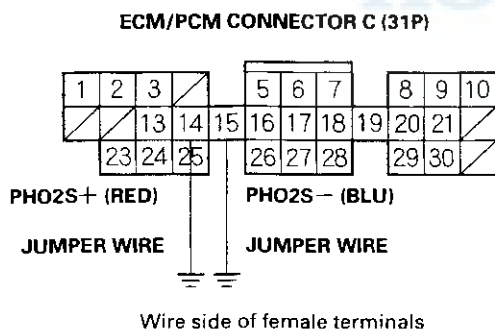 ECM/PCM CONNECTOR C (31P)
1 2 3 5 6 7 8 9 10
13 14 15 16 17 18 19 20 21
23 24 25 26 27 28 29 30
PHO2S+ (RED) PHO2S− (BLU)
JUMPER WIRE JUMPER WIRE
Wire side of female terminals